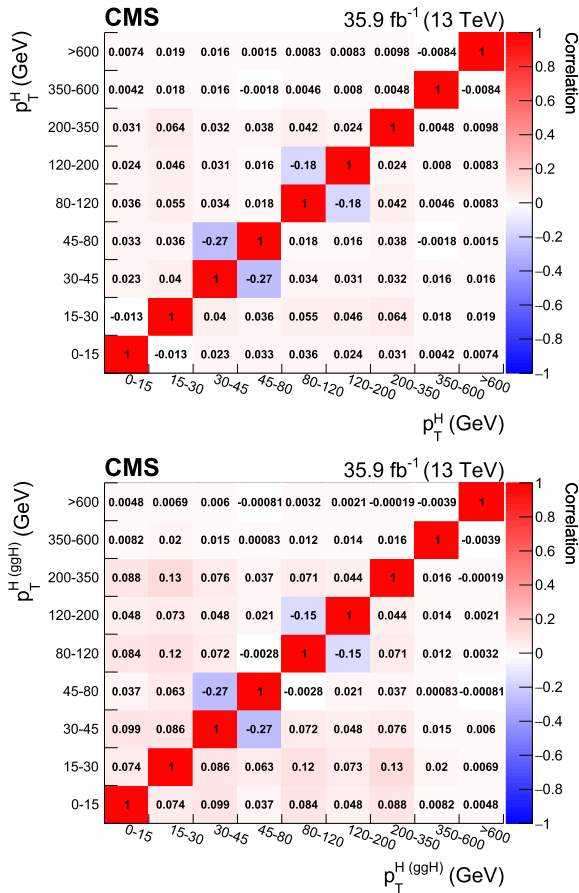 CMS 35.9 fb⁻¹ (13 TeV)
p_T^H (GeV)
Correlation
>600 0.0074 0.019 0.016 0.0015 0.0083 0.0083 0.0098 -0.0084 1
350-600 0.0042 0.018 0.016 -0.0018 0.0046 0.008 0.0048 1 -0.0084
200-350 0.031 0.064 0.032 0.038 0.042 0.024 1 0.0048 0.0098
120-200 0.024 0.046 0.031 0.016 -0.18 1 0.024 0.008 0.0083
80-120 0.036 0.055 0.034 0.018 1 -0.18 0.042 0.0046 0.0083
45-80 0.033 0.036 -0.27 1 0.018 0.016 0.038 -0.0018 0.0015
30-45 0.023 0.04 1 -0.27 0.034 0.031 0.032 0.016 0.016
15-30 -0.013 1 0.04 0.036 0.055 0.046 0.064 0.018 0.019
0-15 1 -0.013 0.023 0.033 0.036 0.024 0.031 0.0042 0.0074
0-15 15-30 30-45 45-80 80-120 120-200 200-350 350-600 >600
p_T^H (GeV)
1
0.8
0.6
0.4
0.2
0
−0.2
−0.4
−0.6
−0.8
−1
CMS 35.9 fb⁻¹ (13 TeV)
p_T^H (ggH) (GeV)
Correlation
>600 0.0048 0.0069 0.006 -0.00081 0.0032 0.0021 -0.00019 -0.0039 1
350-600 0.0082 0.02 0.015 0.00083 0.012 0.014 0.016 1 -0.0039
200-350 0.088 0.13 0.076 0.037 0.071 0.044 1 0.016 -0.00019
120-200 0.048 0.073 0.048 0.021 -0.15 1 0.044 0.014 0.0021
80-120 0.084 0.12 0.072 -0.0028 1 -0.15 0.071 0.012 0.0032
45-80 0.037 0.063 -0.27 1 -0.0028 0.021 0.037 0.00083 -0.00081
30-45 0.099 0.086 1 -0.27 0.072 0.048 0.076 0.015 0.006
15-30 0.074 1 0.086 0.063 0.12 0.073 0.13 0.02 0.0069
0-15 1 0.074 0.099 0.037 0.084 0.048 0.088 0.0082 0.0048
0-15 15-30 30-45 45-80 80-120 120-200 200-350 350-600 >600
p_T^H (ggH) (GeV)
1
0.8
0.6
0.4
0.2
0
−0.2
−0.4
−0.6
−0.8
−1